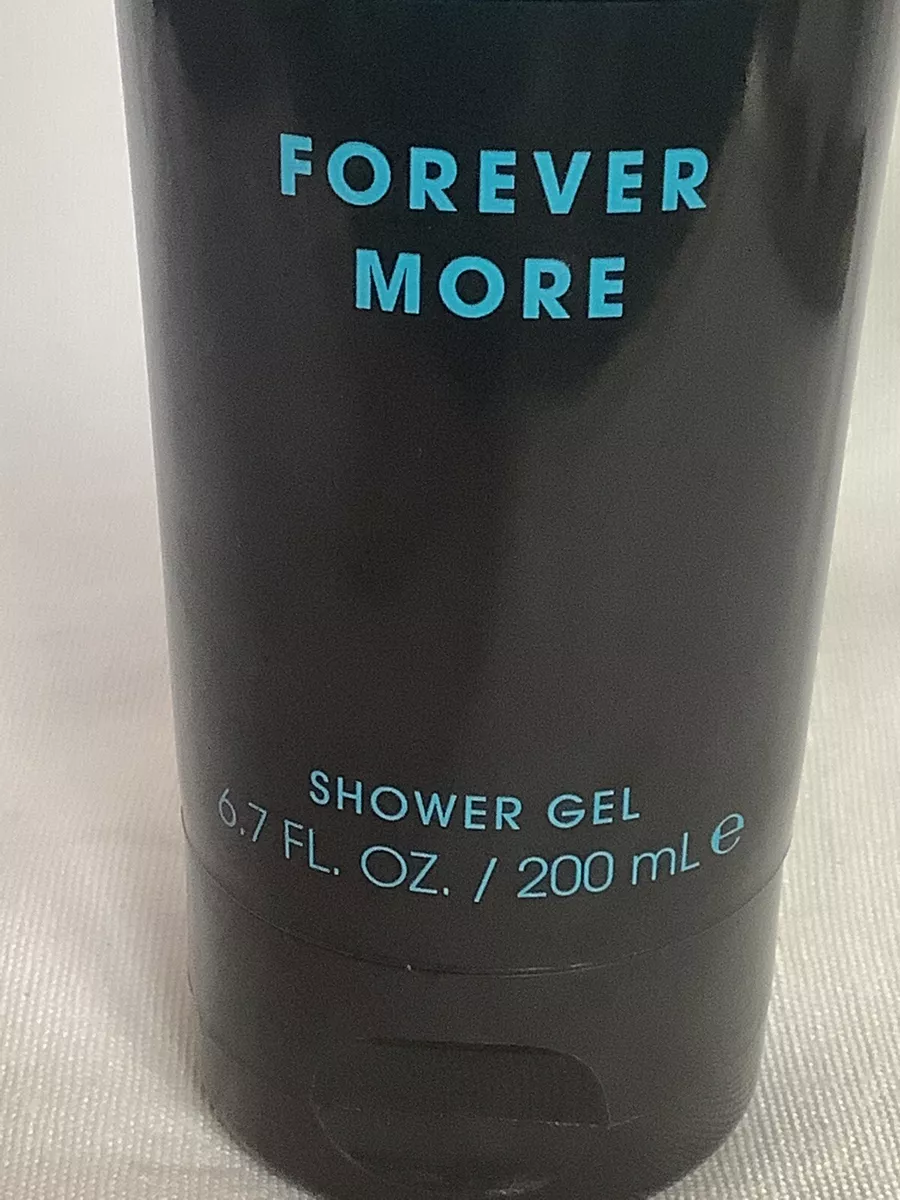 FOREVER
MORE
SHOWER GEL
6.7 FL. OZ. / 200 mL ℮